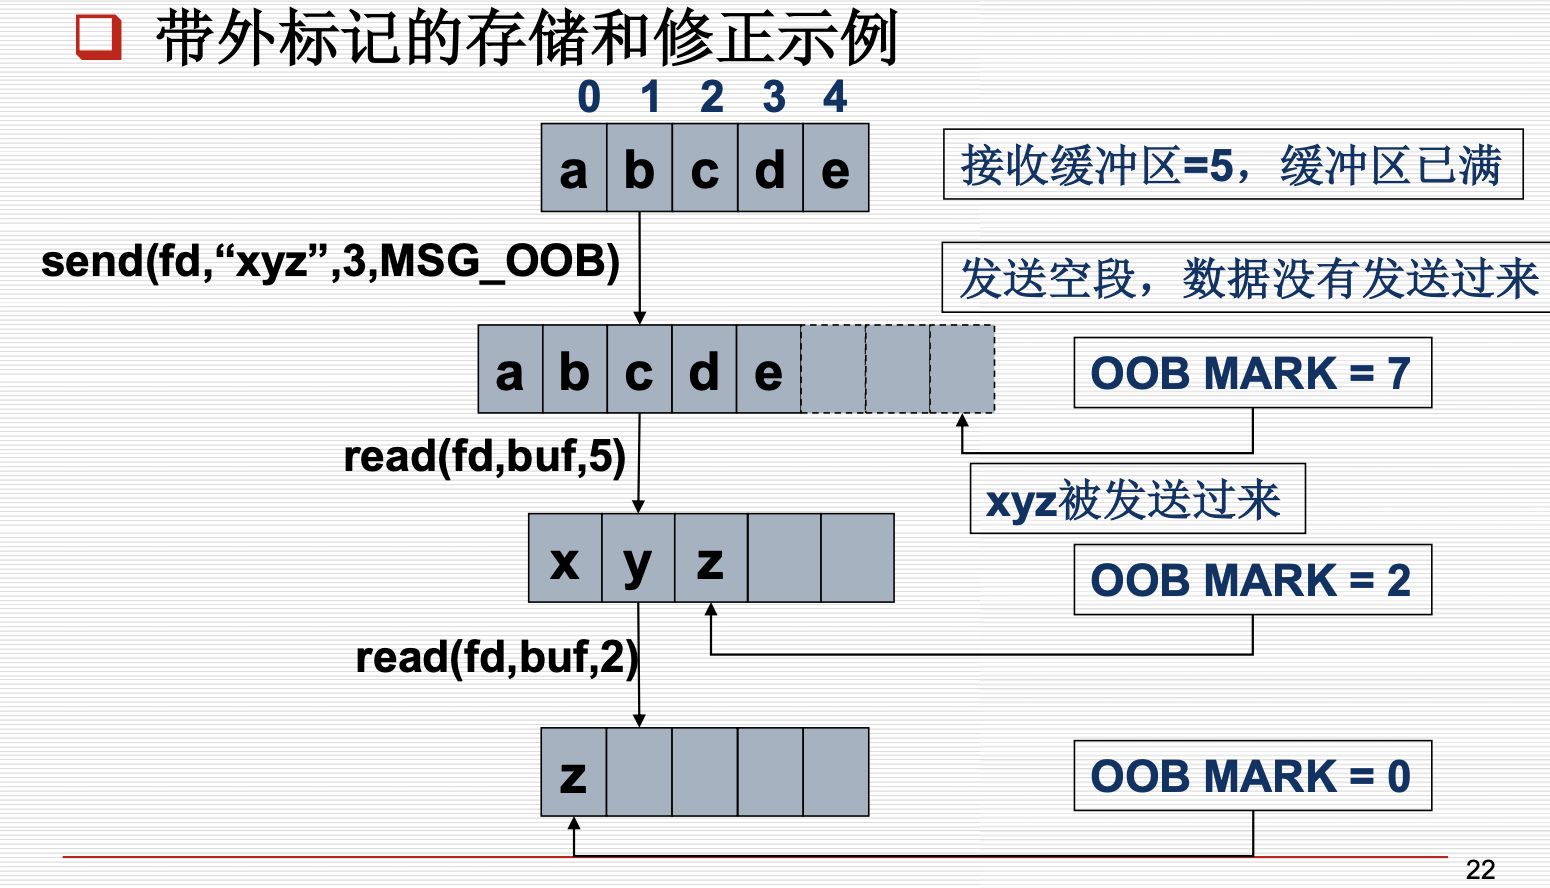 带外标记的存储和修正示例
0 1 2 3 4
a b c d e
接收缓冲区=5，缓冲区已满
send(fd,“xyz”,3,MSG_OOB)
发送空段，数据没有发送过来
a b c d e
OOB MARK = 7
read(fd,buf,5)
xyz被发送过来
x y z
OOB MARK = 2
read(fd,buf,2)
z
OOB MARK = 0
22